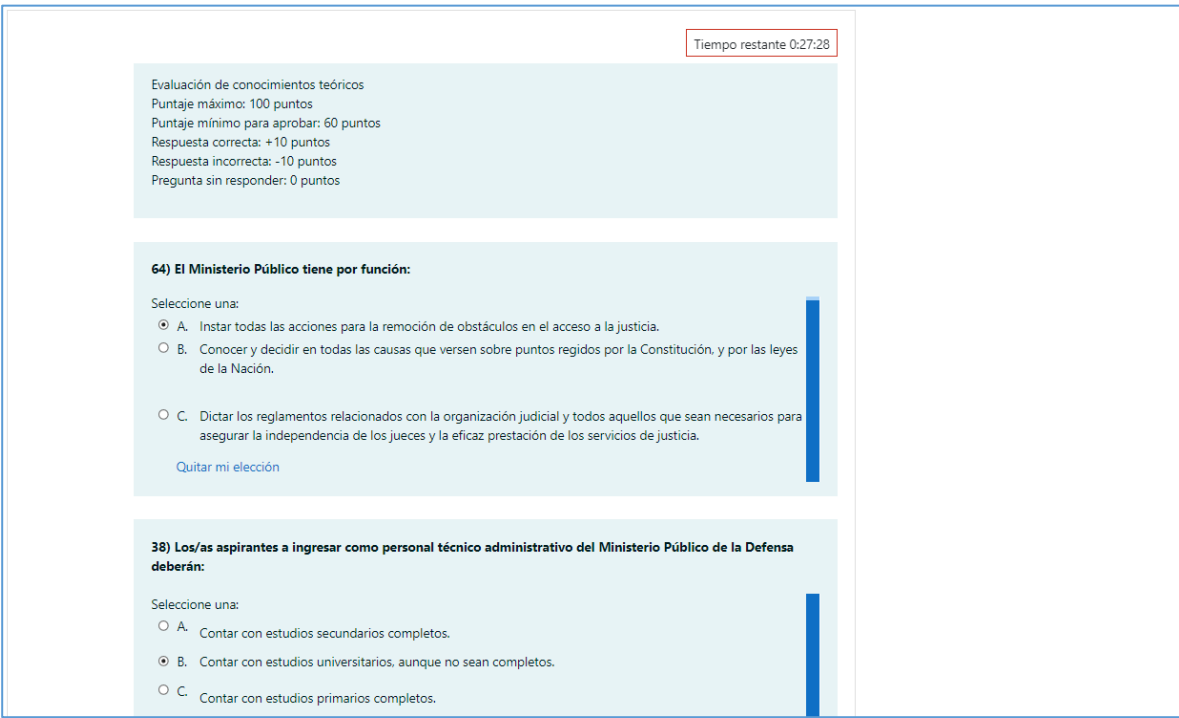 Tiempo restante 0:27:28
Evaluación de conocimientos teóricos
Puntaje máximo: 100 puntos
Puntaje mínimo para aprobar: 60 puntos
Respuesta correcta: +10 puntos
Respuesta incorrecta: -10 puntos
Pregunta sin responder: 0 puntos
64) El Ministerio Público tiene por función:
Seleccione una:
A. Instar todas las acciones para la remoción de obstáculos en el acceso a la justicia.
B. Conocer y decidir en todas las causas que versen sobre puntos regidos por la Constitución, y por las leyes
de la Nación.
C. Dictar los reglamentos relacionados con la organización judicial y todos aquellos que sean necesarios para
asegurar la independencia de los jueces y la eficaz prestación de los servicios de justicia.
Quitar mi elección
38) Los/as aspirantes a ingresar como personal técnico administrativo del Ministerio Público de la Defensa
deberán:
Seleccione una:
A. Contar con estudios secundarios completos.
B. Contar con estudios universitarios, aunque no sean completos.
C. Contar con estudios primarios completos.